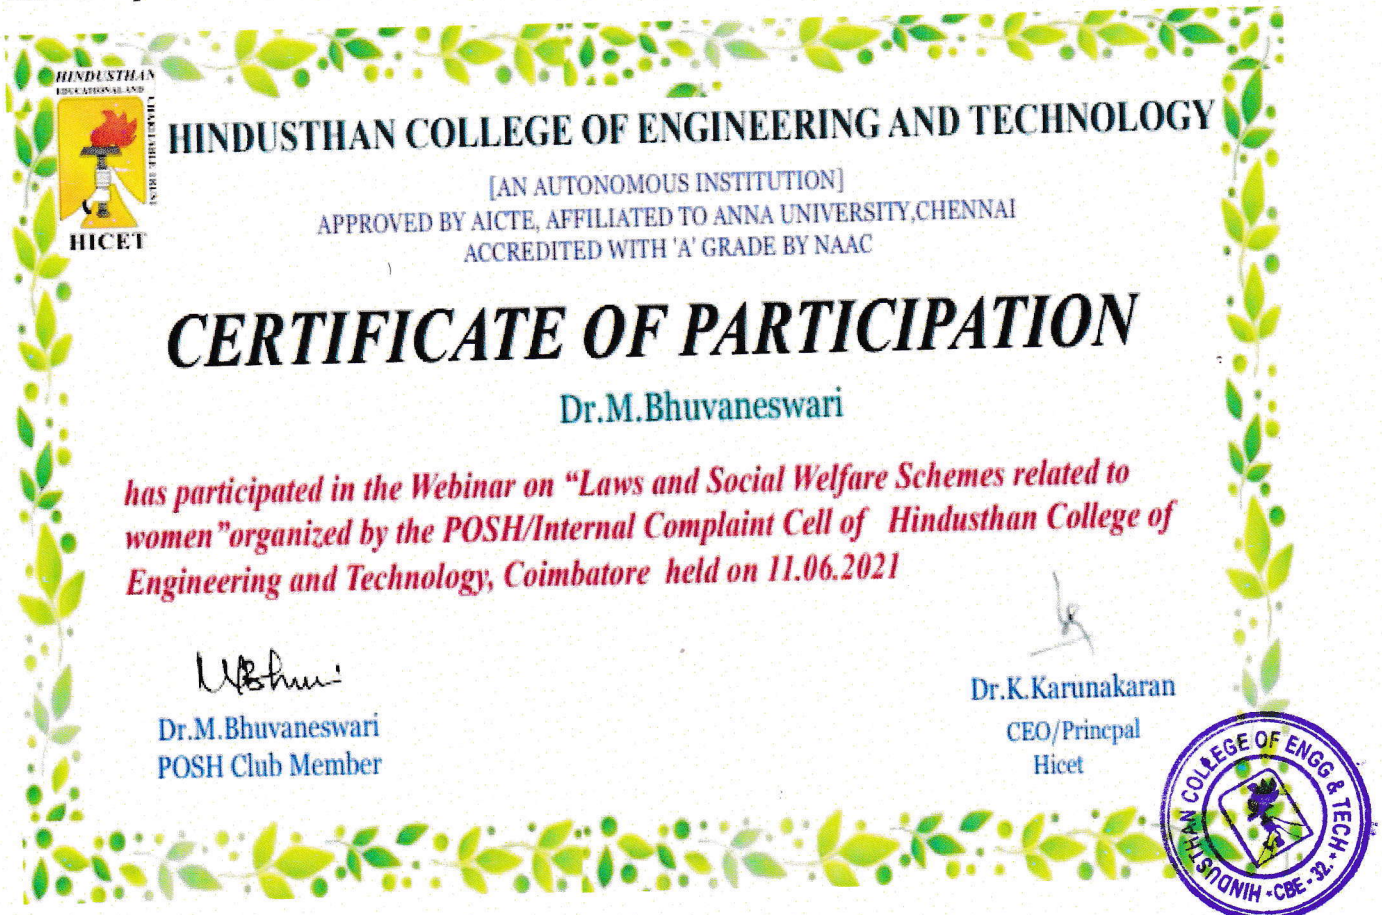 HINDUSTHAN
EDUCATIONAL AND
CHARITABLE TRUST
HICET
HINDUSTHAN COLLEGE OF ENGINEERING AND TECHNOLOGY
[AN AUTONOMOUS INSTITUTION]
APPROVED BY AICTE, AFFILIATED TO ANNA UNIVERSITY,CHENNAI
ACCREDITED WITH 'A' GRADE BY NAAC
CERTIFICATE OF PARTICIPATION
Dr.M.Bhuvaneswari
has participated in the Webinar on “Laws and Social Welfare Schemes related to
women”organized by the POSH/Internal Complaint Cell of Hindusthan College of
Engineering and Technology, Coimbatore held on 11.06.2021
Dr.M.Bhuvaneswari
POSH Club Member
Dr.K.Karunakaran
CEO/Princpal
Hicet
HINDUSTHAN COLLEGE OF ENGG & TECH. * CBE - 32. *